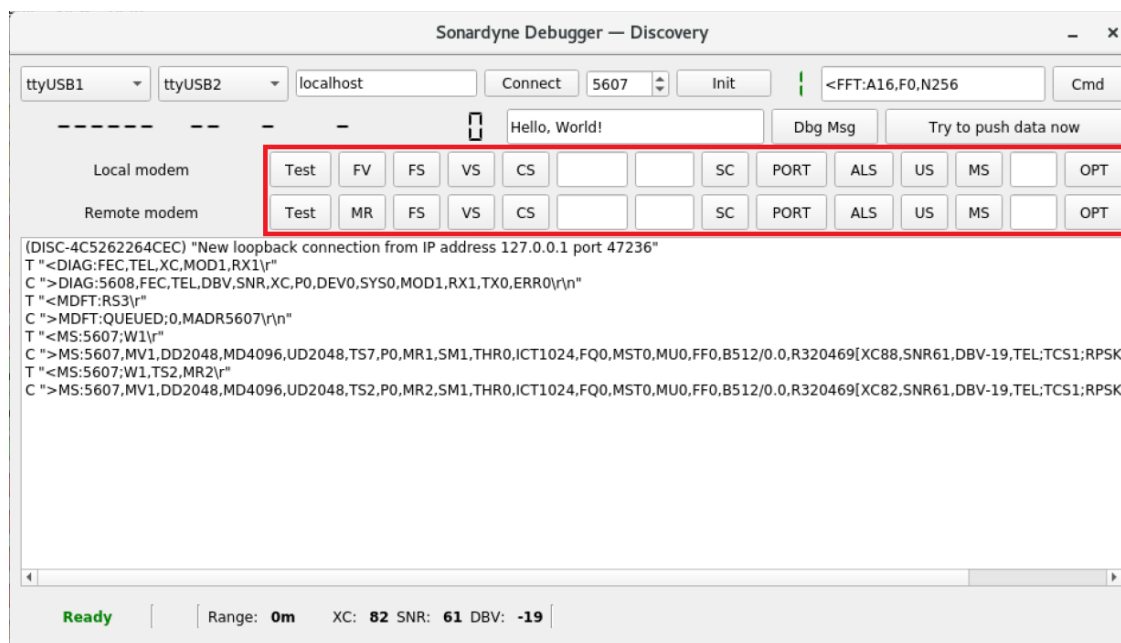 Sonardyne Debugger — Discovery
ttyUSB1 ttyUSB2 localhost Connect 5607 Init <FFT:A16,F0,N256 Cmd
0 Hello, World! Dbg Msg Try to push data now
Local modem Test FV FS VS CS SC PORT ALS US MS OPT
Remote modem Test MR FS VS CS SC PORT ALS US MS OPT
(DISC-4C5262264CEC) "New loopback connection from IP address 127.0.0.1 port 47236"
T "<DIAG:FEC,TEL,XC,MOD1,RX1\r"
C ">DIAG:5608,FEC,TEL,DBV,SNR,XC,P0,DEV0,SYS0,MOD1,RX1,TX0,ERR0\r\n"
T "<MDFT:RS3\r"
C ">MDFT:QUEUED;0,MADR5607\r\n"
T "<MS:5607;W1\r"
C ">MS:5607,MV1,DD2048,MD4096,UD2048,TS7,P0,MR1,SM1,THR0,ICT1024,FQ0,MST0,MU0,FF0,B512/0.0,R320469[XC88,SNR61,DBV-19,TEL;TCS1;RPSK
T "<MS:5607;W1,TS2,MR2\r"
C ">MS:5607,MV1,DD2048,MD4096,UD2048,TS2,P0,MR2,SM1,THR0,ICT1024,FQ0,MST0,MU0,FF0,B512/0.0,R320469[XC82,SNR61,DBV-19,TEL;TCS1;RPSK
Ready Range: 0m XC: 82 SNR: 61 DBV: -19